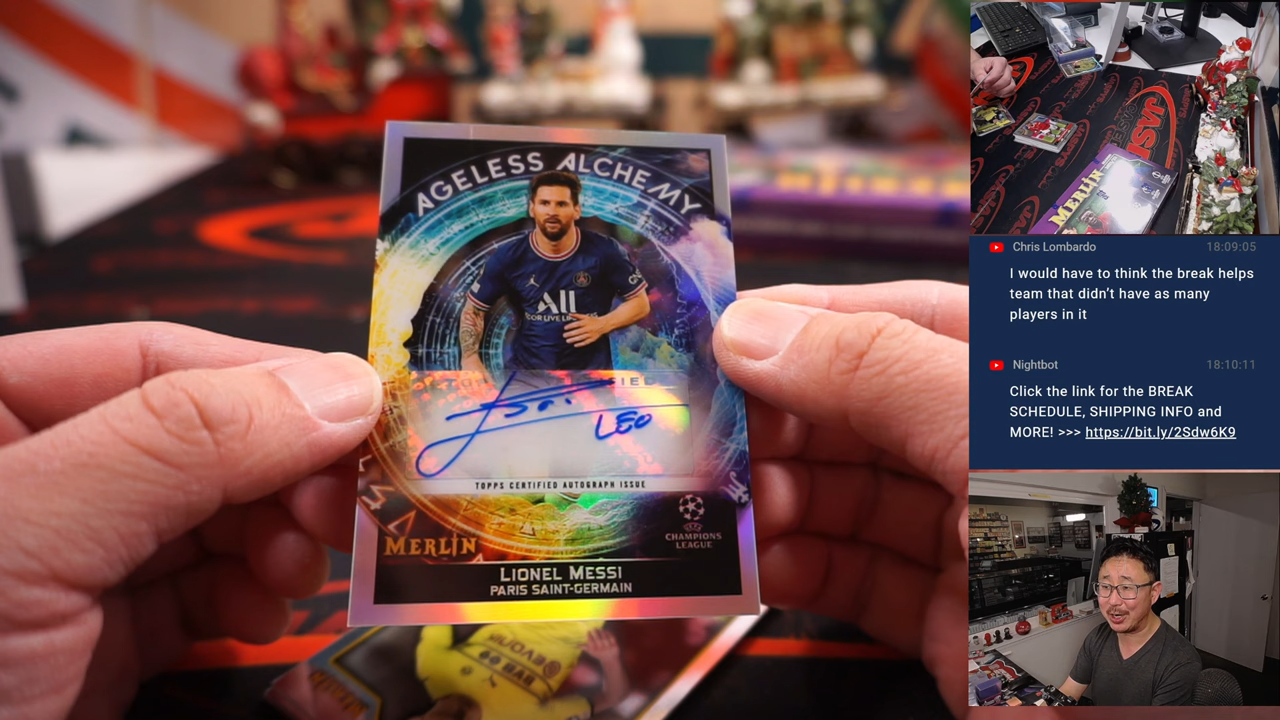 AGELESS ALCHEMY
ALL
LEO
TOPPS CERTIFIED AUTOGRAPH ISSUE
MERLIN
CHAMPIONS
LEAGUE
LIONEL MESSI
PARIS SAINT-GERMAIN
MERLIN
Chris Lombardo 18:09:05
I would have to think the break helps
team that didn’t have as many
players in it
Nightbot 18:10:11
Click the link for the BREAK
SCHEDULE, SHIPPING INFO and
MORE! >>> https://bit.ly/2Sdw6K9